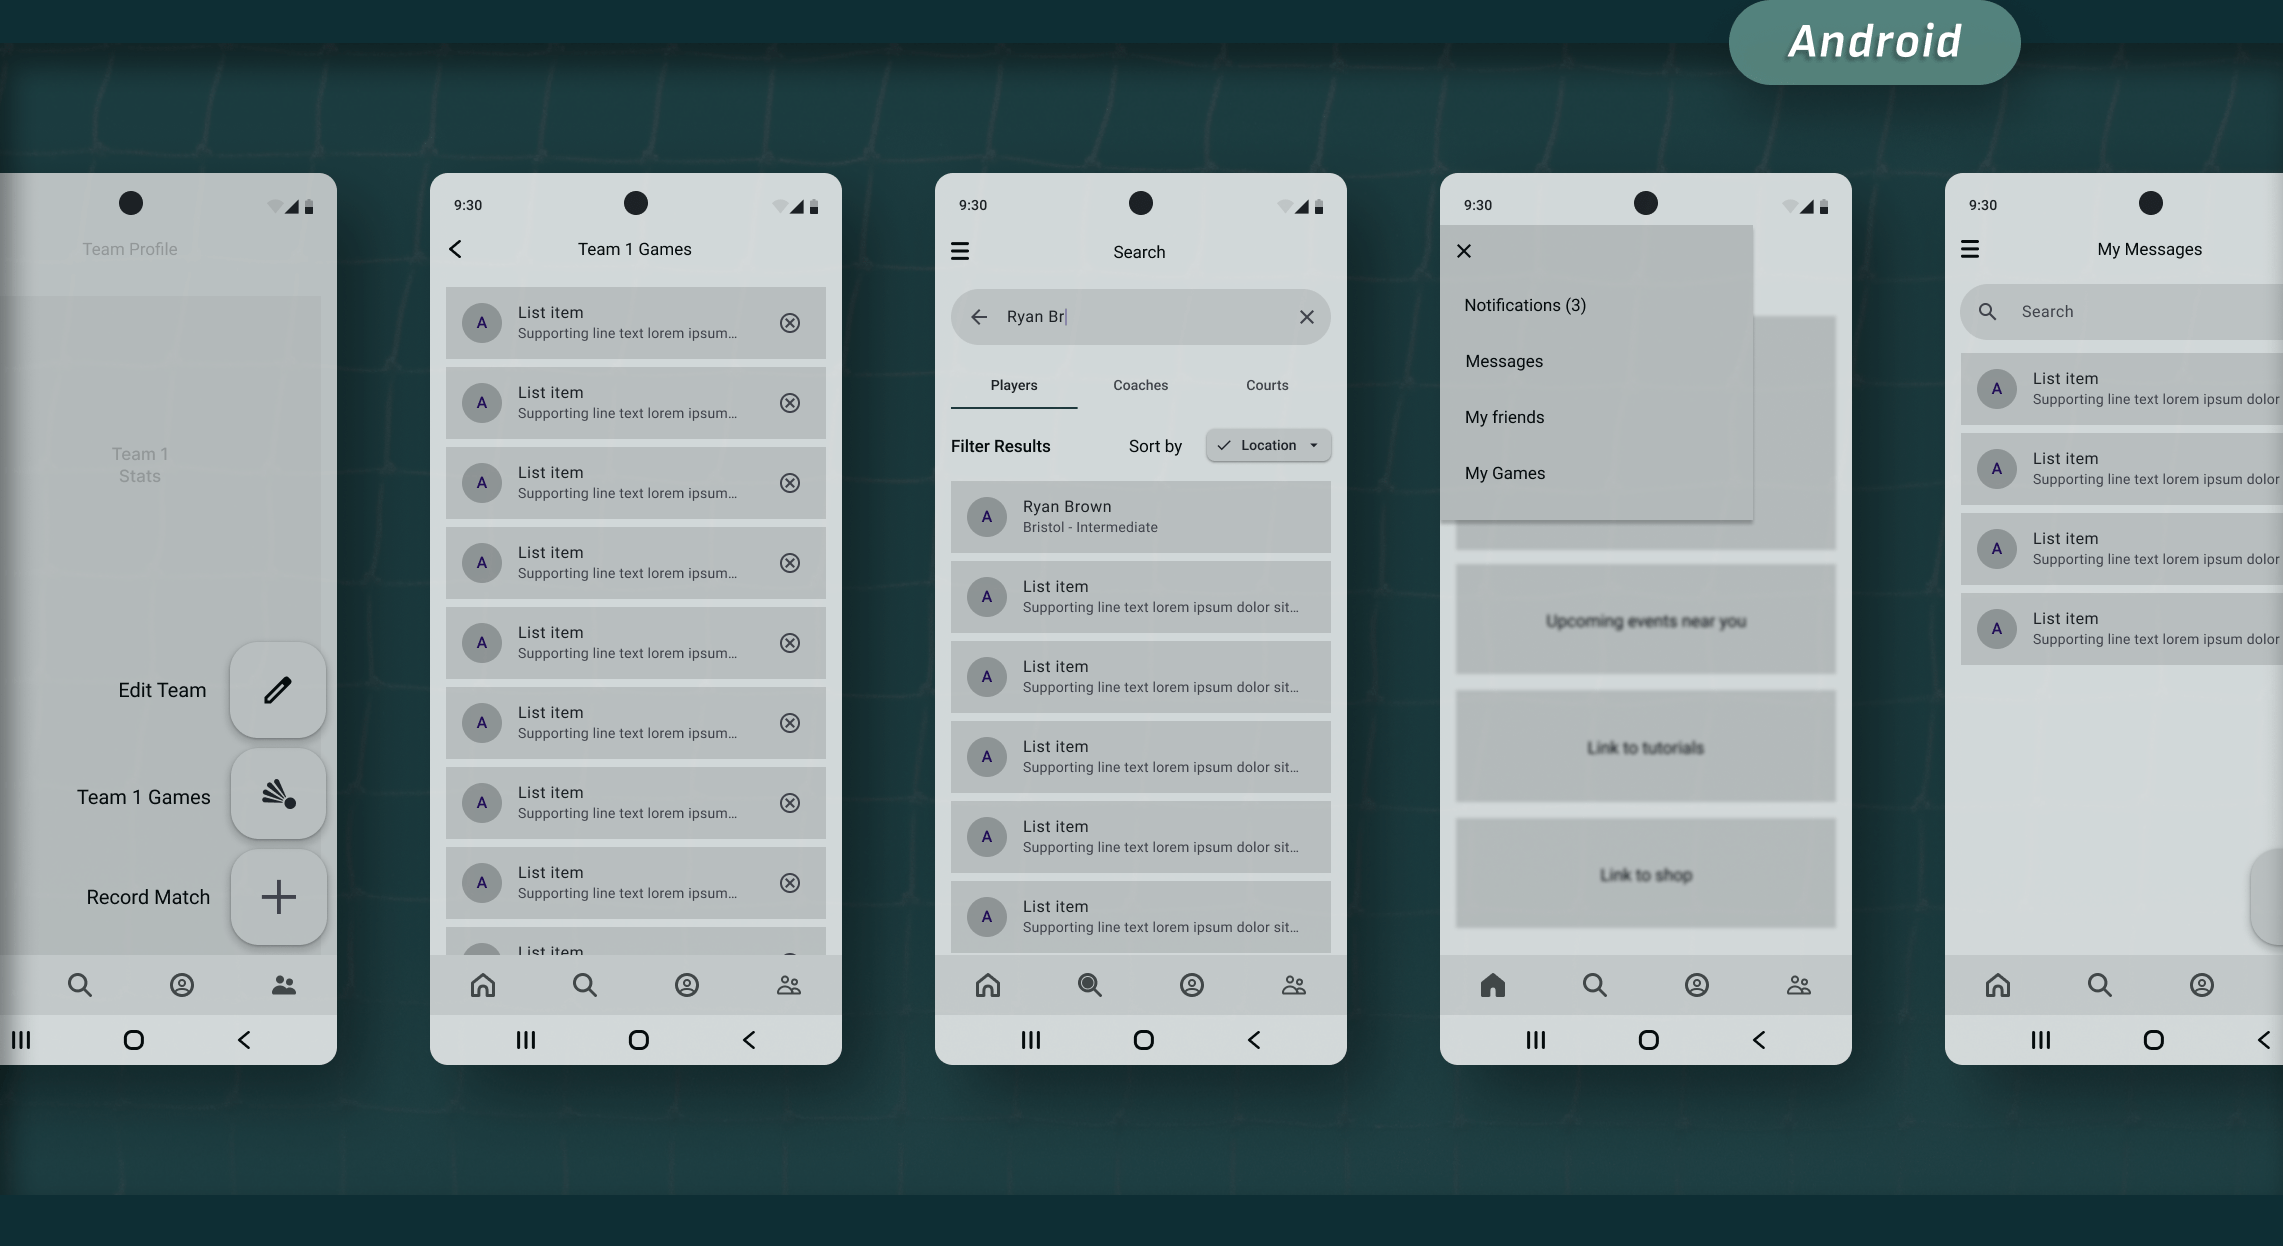 Android
Team Profile
Team 1
Stats
Edit Team
Team 1 Games
Record Match
9:30
Team 1 Games
A
List item
Supporting line text lorem ipsum...
A
List item
Supporting line text lorem ipsum...
A
List item
Supporting line text lorem ipsum...
A
List item
Supporting line text lorem ipsum...
A
List item
Supporting line text lorem ipsum...
A
List item
Supporting line text lorem ipsum...
A
List item
Supporting line text lorem ipsum...
A
List item
Supporting line text lorem ipsum...
List item
9:30
Search
Ryan Br
Players Coaches Courts
Filter Results Sort by Location
A
Ryan Brown
Bristol - Intermediate
A
List item
Supporting line text lorem ipsum dolor sit...
A
List item
Supporting line text lorem ipsum dolor sit...
A
List item
Supporting line text lorem ipsum dolor sit...
A
List item
Supporting line text lorem ipsum dolor sit...
A
List item
Supporting line text lorem ipsum dolor sit...
9:30
Notifications (3)
Messages
My friends
My Games
Upcoming events near you
Link to tutorials
Link to shop
9:30
My Messages
Search
A
List item
Supporting line text lorem ipsum dolor
A
List item
Supporting line text lorem ipsum dolor
A
List item
Supporting line text lorem ipsum dolor
A
List item
Supporting line text lorem ipsum dolor